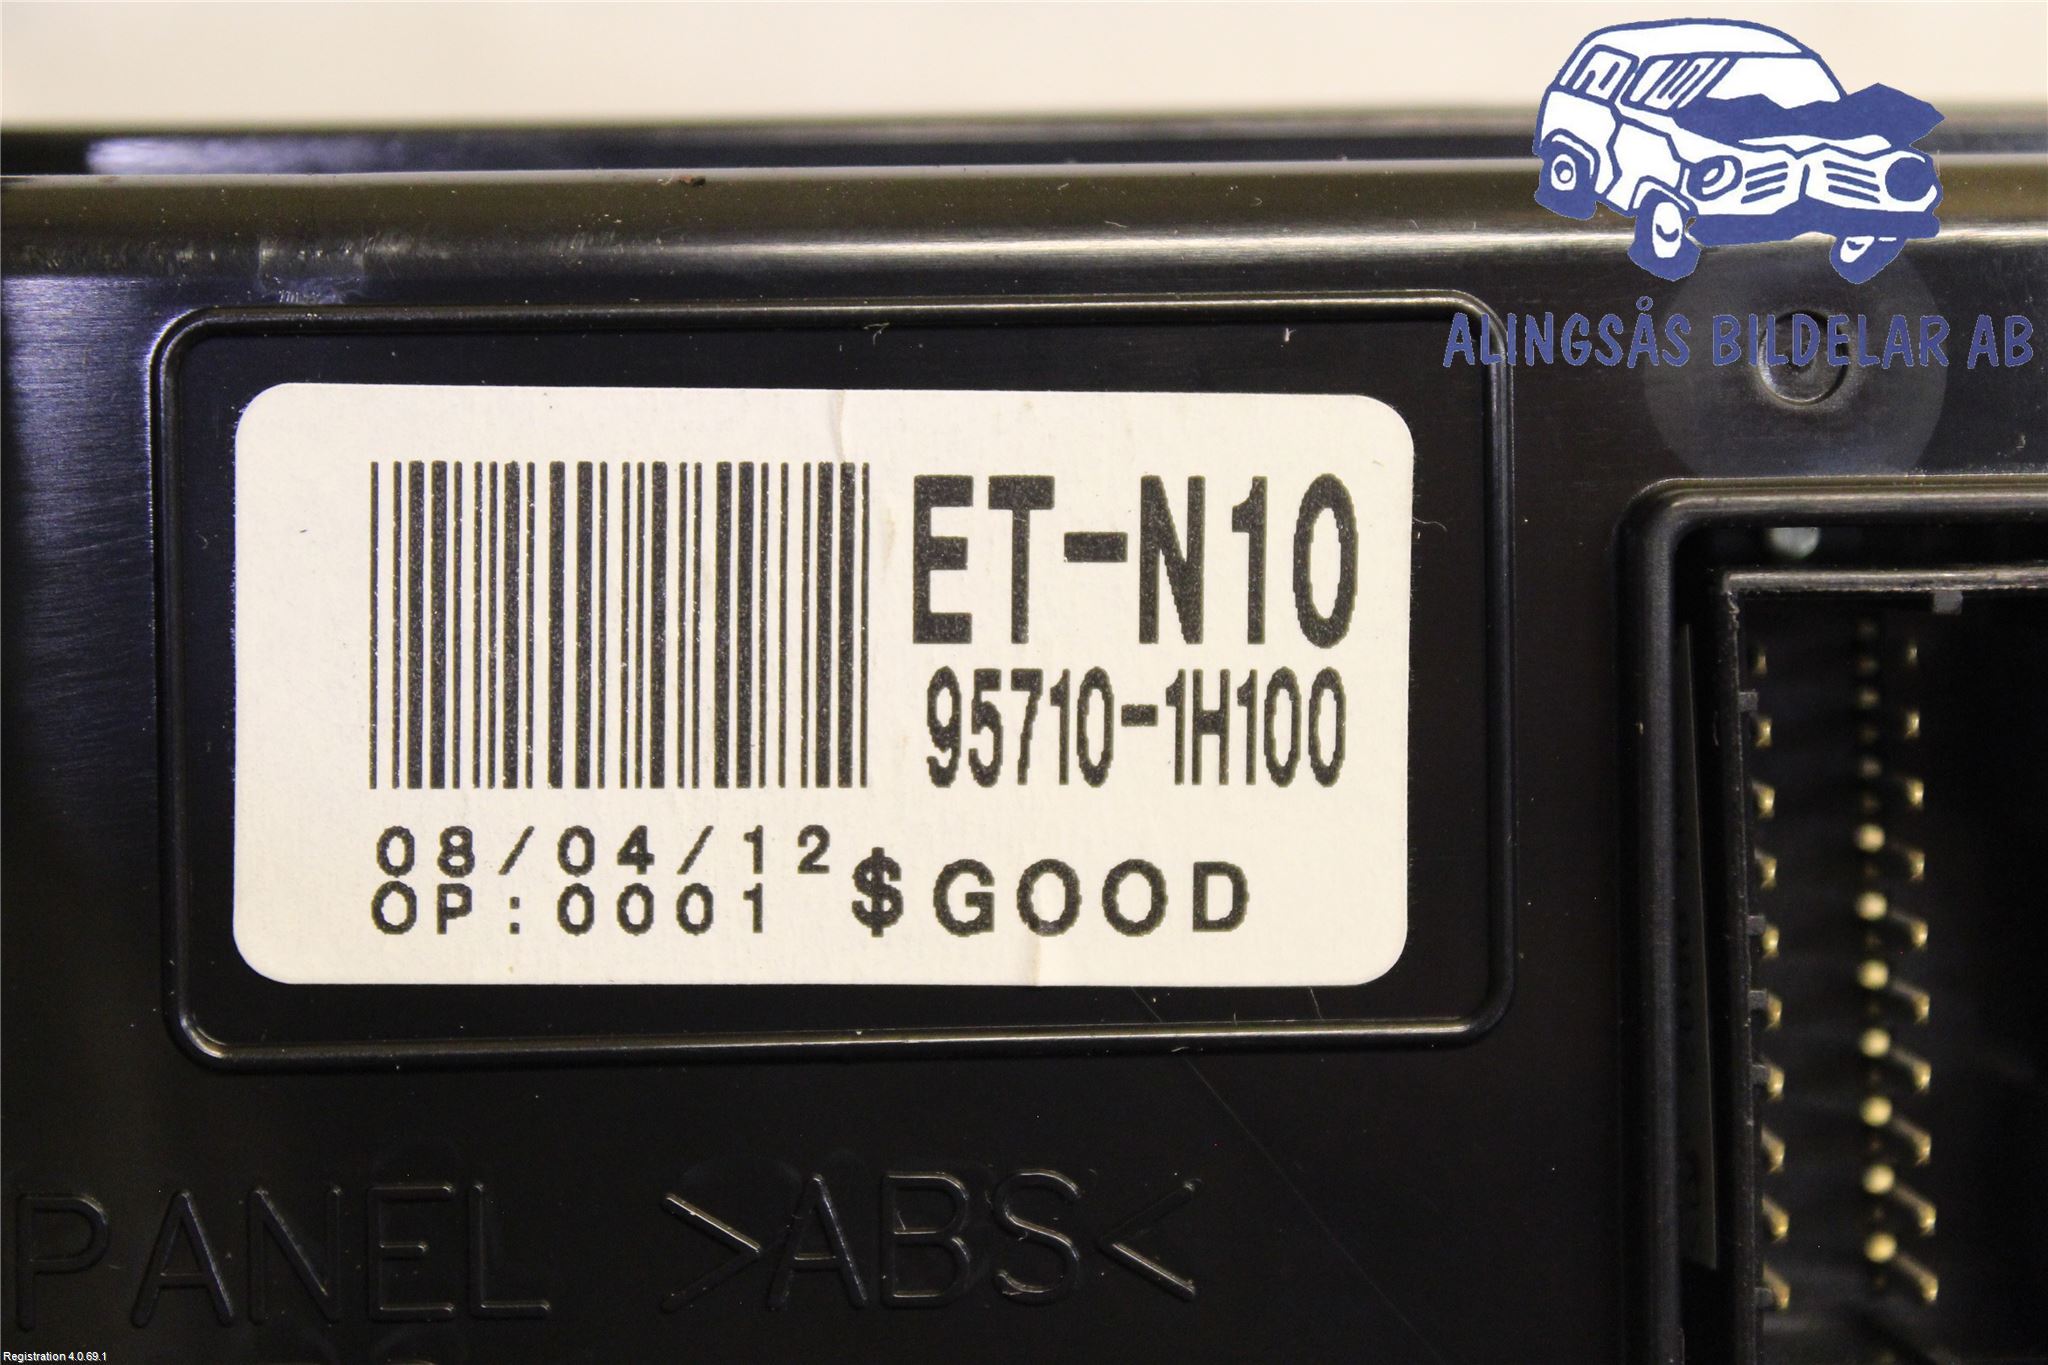 ALINGSÅS BILDELAR AB
ET-N10
95710-1H100
08/04/12
OP:0001 $GOOD
PANEL >ABS<
Registration 4.0.69.1